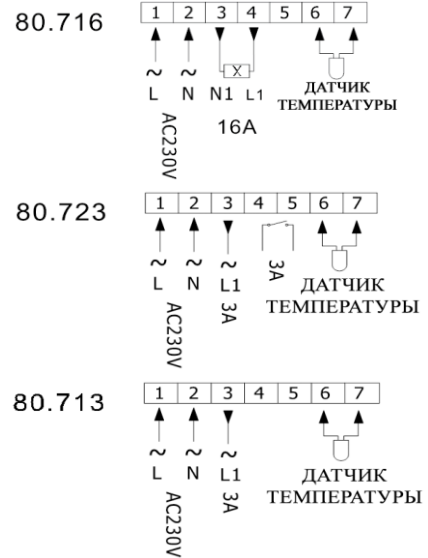 80.716
1 2 3 4 5 6 7
~ ~
L N N1 X L1
AC230V
16A
ДАТЧИК
ТЕМПЕРАТУРЫ
80.723
1 2 3 4 5 6 7
~ ~ ~
L N L1
AC230V
3A
3A
ДАТЧИК
ТЕМПЕРАТУРЫ
80.713
1 2 3 4 5 6 7
~ ~ ~
L N L1
AC230V
3A
ДАТЧИК
ТЕМПЕРАТУРЫ